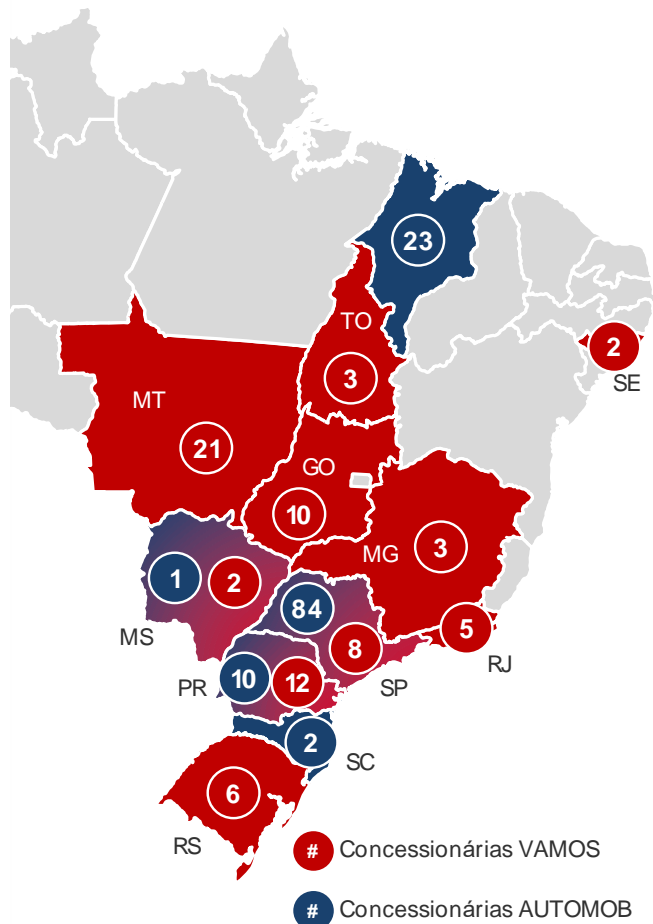 23
TO
3
2
SE
MT
21
GO
10
MG
3
1
2
MS
84
8
SP
5
RJ
PR
10
12
2
SC
6
RS
# Concessionárias VAMOS
# Concessionárias AUTOMOB